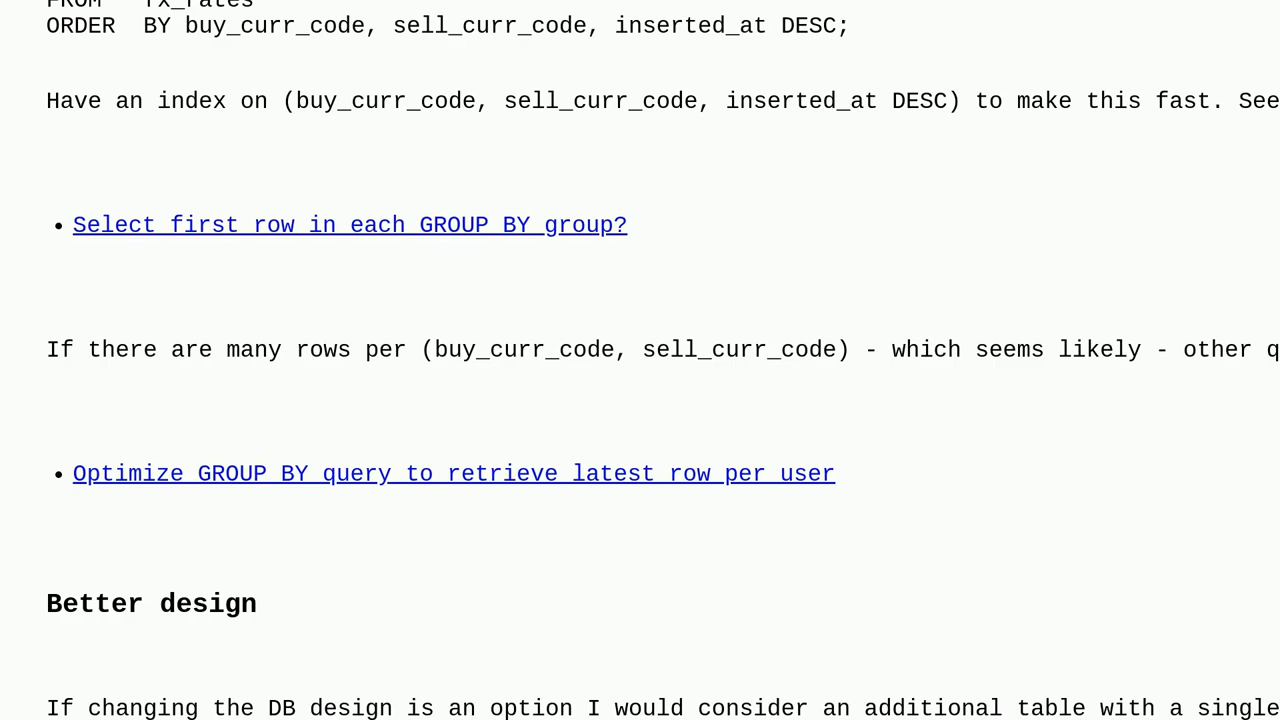 FROM   fx_rates
ORDER  BY buy_curr_code, sell_curr_code, inserted_at DESC;
Have an index on (buy_curr_code, sell_curr_code, inserted_at DESC) to make this fast. See
• Select first row in each GROUP BY group?
If there are many rows per (buy_curr_code, sell_curr_code) - which seems likely - other q
• Optimize GROUP BY query to retrieve latest row per user
Better design
If changing the DB design is an option I would consider an additional table with a single